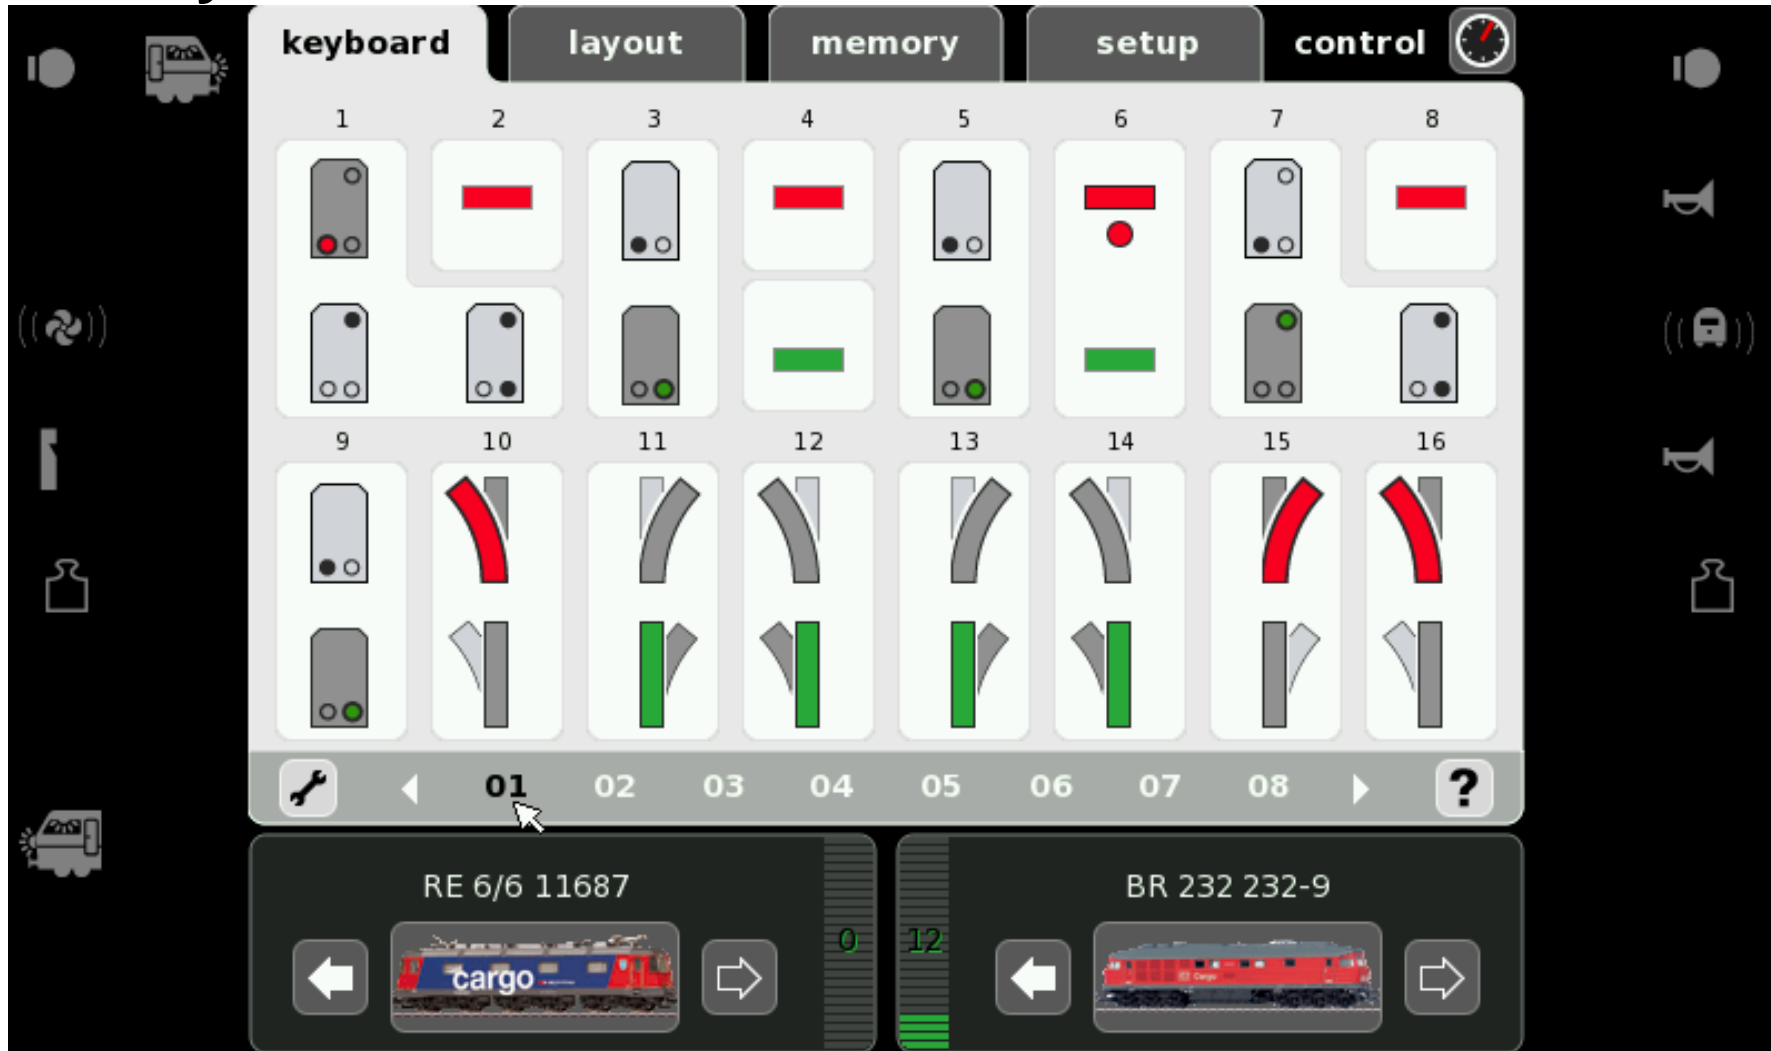 keyboard layout memory setup control
1 2 3 4 5 6 7 8
9 10 11 12 13 14 15 16
01 02 03 04 05 06 07 08 ?
RE 6/6 11687 BR 232 232-9
0 12
cargo Cargo